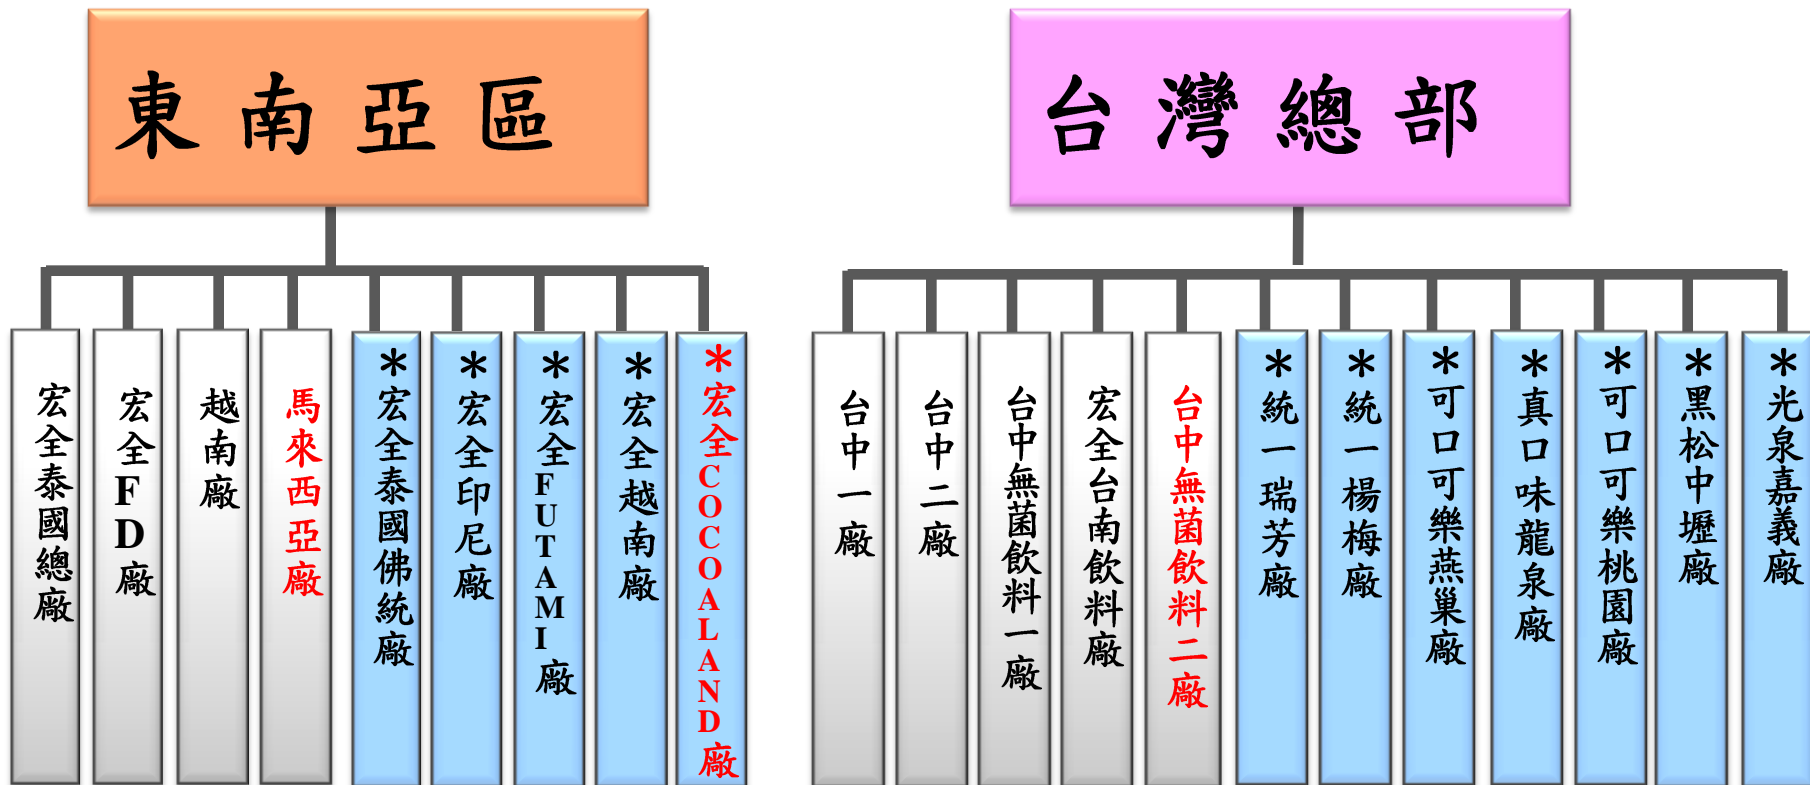 東南亞區
宏全泰國總廠
宏全FD廠
越南廠
馬來西亞廠
*宏全泰國佛統廠
*宏全印尼廠
*宏全FUTAMI廠
*宏全越南廠
*宏全COCOALAND廠
台灣總部
台中一廠
台中二廠
台中無菌飲料一廠
宏全台南飲料廠
台中無菌飲料二廠
*統一瑞芳廠
*統一楊梅廠
*可口可樂燕巢廠
*真口味龍泉廠
*可口可樂桃園廠
*黑松中壢廠
*光泉嘉義廠